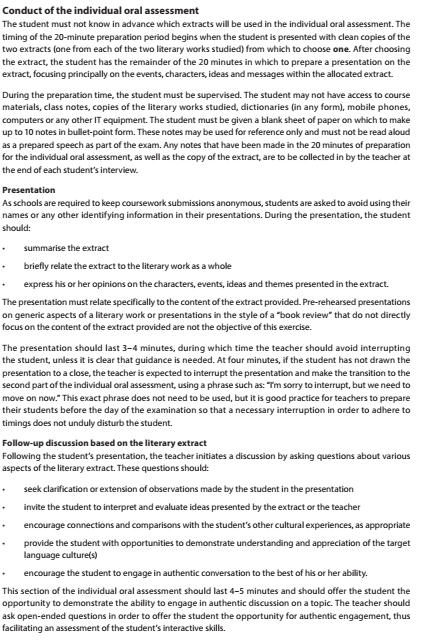 Conduct of the individual oral assessment
The student must not know in advance which extracts will be used in the individual oral assessment. The
timing of the 20-minute preparation period begins when the student is presented with clean copies of the
two extracts (one from each of the two literary works studied) from which to choose one. After choosing
the extract, the student has the remainder of the 20 minutes in which to prepare a presentation on the
extract, focusing principally on the events, characters, ideas and messages within the allocated extract.
During the preparation time, the student must be supervised. The student may not have access to course
materials, class notes, copies of the literary works studied, dictionaries (in any form), mobile phones,
computers or any other IT equipment. The student must be given a blank sheet of paper on which to make
up to 10 notes in bullet-point form. These notes may be used for reference only and must not be read aloud
as a prepared speech as part of the exam. Any notes that have been made in the 20 minutes of preparation
for the individual oral assessment, as well as the copy of the extract, are to be collected in by the teacher at
the end of each student's interview.
Presentation
As schools are required to keep coursework submissions anonymous, students are asked to avoid using their
names or any other identifying information in their presentations. During the presentation, the student
should:
• summarise the extract
• briefly relate the extract to the literary work as a whole
• express his or her opinions on the characters, events, ideas and themes presented in the extract.
The presentation must relate specifically to the content of the extract provided. Pre-rehearsed presentations
on generic aspects of a literary work or presentations in the style of a "book review" that do not directly
focus on the content of the extract provided are not the objective of this exercise.
The presentation should last 3–4 minutes, during which time the teacher should avoid interrupting
the student, unless it is clear that guidance is needed. At four minutes, if the student has not drawn the
presentation to a close, the teacher is expected to interrupt the presentation and make the transition to the
second part of the individual oral assessment, using a phrase such as: "I'm sorry to interrupt, but we need to
move on now." This exact phrase does not need to be used, but it is good practice for teachers to prepare
their students before the day of the examination so that a necessary interruption in order to adhere to
timings does not unduly disturb the student.
Follow-up discussion based on the literary extract
Following the student's presentation, the teacher initiates a discussion by asking questions about various
aspects of the literary extract. These questions should:
• seek clarification or extension of observations made by the student in the presentation
• invite the student to interpret and evaluate ideas presented by the extract or the teacher
• encourage connections and comparisons with the student's other cultural experiences, as appropriate
• provide the student with opportunities to demonstrate understanding and appreciation of the target
language culture(s)
• encourage the student to engage in authentic conversation to the best of his or her ability.
This section of the individual oral assessment should last 4–5 minutes and should offer the student the
opportunity to demonstrate the ability to engage in authentic discussion on a topic. The teacher should
ask open-ended questions in order to offer the student the opportunity for authentic engagement, thus
facilitating an assessment of the student's interactive skills.